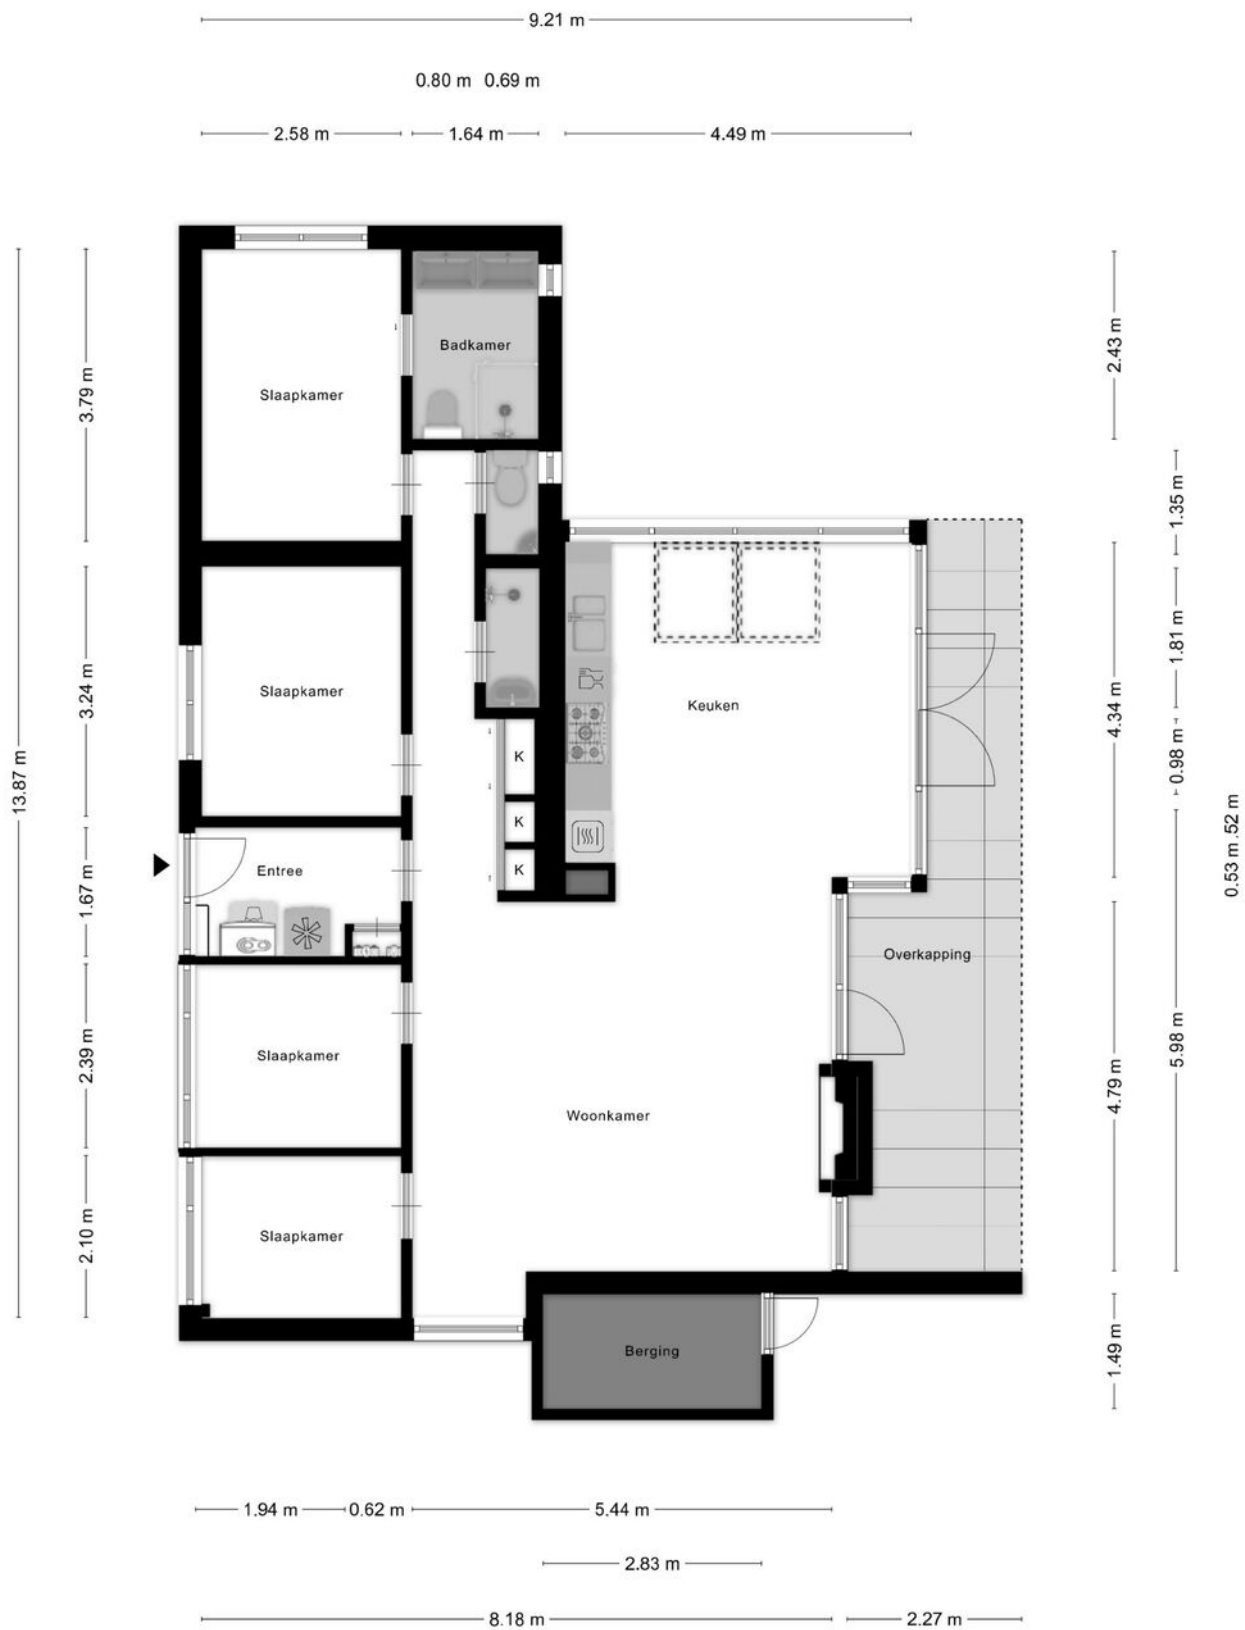 9.21 m
0.80 m 0.69 m
2.58 m 1.64 m 4.49 m
13.87 m
3.79 m
3.24 m
1.67 m
2.39 m
2.10 m
Slaapkamer
Badkamer
Slaapkamer
Keuken
K
K
K
Entree
Overkapping
Slaapkamer
Woonkamer
Slaapkamer
Berging
2.43 m
4.34 m
4.79 m
1.49 m
1.35 m
1.81 m
0.98 m
5.98 m
0.53 m .52 m
1.94 m 0.62 m 5.44 m
2.83 m
8.18 m 2.27 m